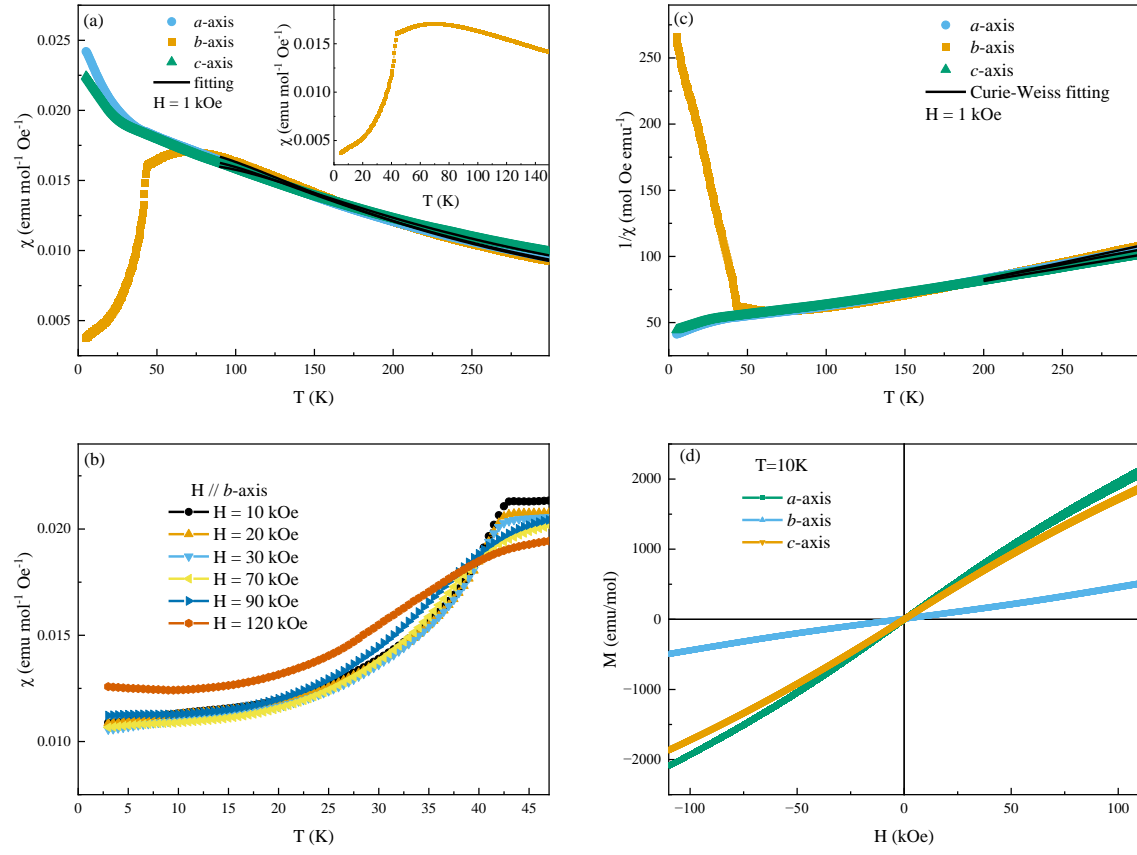 (a)
a-axis
b-axis
c-axis
fitting
H = 1 kOe
0.025
0.020
0.015
0.010
0.005
χ (emu mol⁻¹ Oe⁻¹)
0 50 100 150 200 250
T (K)
0.015
0.010
0.005
χ (emu mol⁻¹ Oe⁻¹)
0 20 40 60 80 100 120 140
T (K)
(c)
a-axis
b-axis
c-axis
Curie-Weiss fitting
H = 1 kOe
250
200
150
100
50
1/χ (mol Oe emu⁻¹)
0 50 100 150 200 250
T (K)
(b)
H // b-axis
H = 10 kOe
H = 20 kOe
H = 30 kOe
H = 70 kOe
H = 90 kOe
H = 120 kOe
0.020
0.015
0.010
χ (emu mol⁻¹ Oe⁻¹)
0 5 10 15 20 25 30 35 40 45
T (K)
(d)
T=10K
a-axis
b-axis
c-axis
2000
1000
0
−1000
−2000
M (emu/mol)
−100 −50 0 50 100
H (kOe)